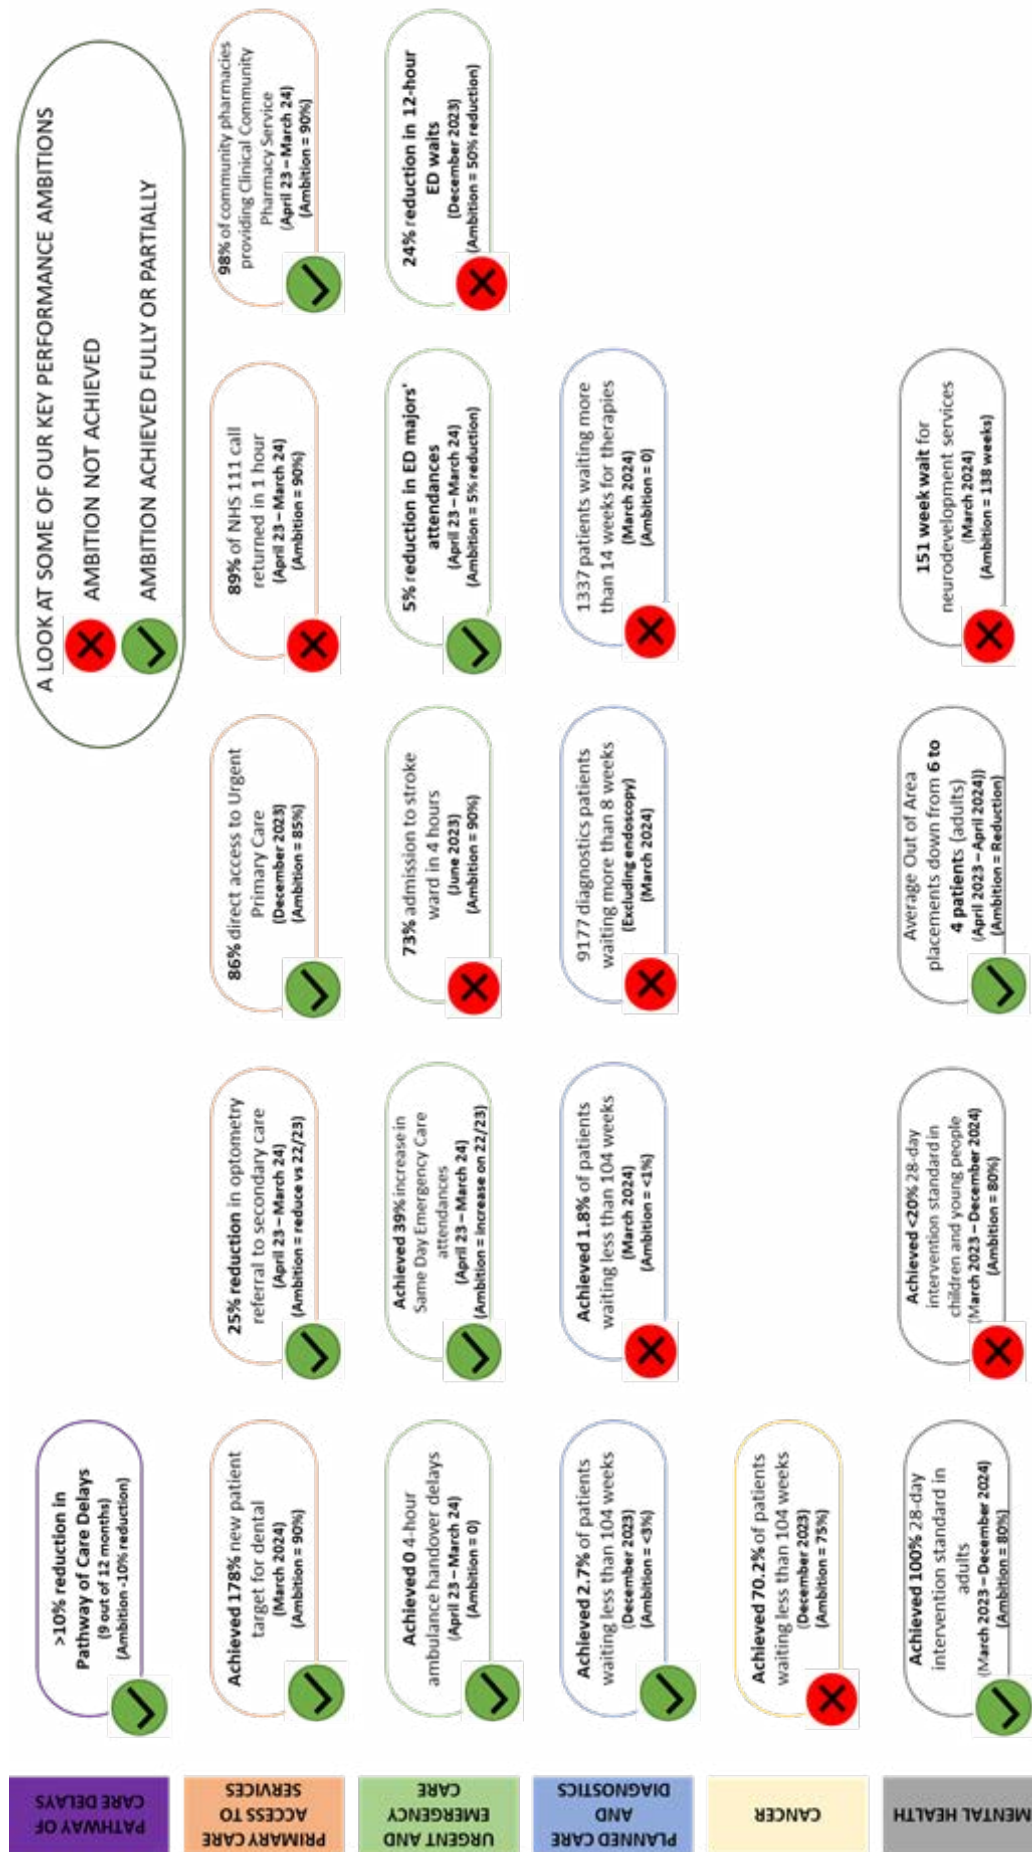 A LOOK AT SOME OF OUR KEY PERFORMANCE AMBITIONS
AMBITION NOT ACHIEVED
AMBITION ACHIEVED FULLY OR PARTIALLY
PATHWAY OF
CARE DELAYS
>10% reduction in
Pathway of Care Delays
(9 out of 12 months)
(Ambition -10% reduction)
PRIMARY CARE
ACCESS TO
SERVICES
Achieved 178% new patient
target for dental
(March 2024)
(Ambition = 90%)
25% reduction in optometry
referral to secondary care
(April 23 – March 24)
(Ambition = reduce vs 22/23)
86% direct access to Urgent
Primary Care
(December 2023)
(Ambition = 85%)
89% of NHS 111 call
returned in 1 hour
(April 23 – March 24)
(Ambition = 90%)
98% of community pharmacies
providing Clinical Community
Pharmacy Service
(April 23 – March 24)
(Ambition = 90%)
URGENT AND
EMERGENCY
CARE
Achieved 0 4-hour
ambulance handover delays
(April 23 – March 24)
(Ambition = 0)
Achieved 39% increase in
Same Day Emergency Care
attendances
(April 23 – March 24)
(Ambition = increase on 22/23)
73% admission to stroke
ward in 4 hours
(June 2023)
(Ambition = 90%)
5% reduction in ED majors'
attendances
(April 23 – March 24)
(Ambition = 5% reduction)
24% reduction in 12-hour
ED waits
(December 2023)
(Ambition = 50% reduction)
PLANNED CARE
AND
DIAGNOSTICS
Achieved 2.7% of patients
waiting less than 104 weeks
(December 2023)
(Ambition = <3%)
Achieved 1.8% of patients
waiting less than 104 weeks
(March 2024)
(Ambition = <1%)
9177 diagnostics patients
waiting more than 8 weeks
(Excluding endoscopy)
(March 2024)
1337 patients waiting more
than 14 weeks for therapies
(March 2024)
(Ambition = 0)
CANCER
Achieved 70.2% of patients
waiting less than 104 weeks
(December 2023)
(Ambition = 75%)
MENTAL HEALTH
Achieved 100% 28-day
intervention standard in
adults
(March 2023 – December 2024)
(Ambition = 80%)
Achieved <20% 28-day
intervention standard in
children and young people
(March 2023 – December 2024)
(Ambition = 80%)
Average Out of Area
placements down from 6 to
4 patients (adults)
(April 2023 – April 2024))
(Ambition = Reduction)
151 week wait for
neurodevelopment services
(March 2024)
(Ambition = 138 weeks)